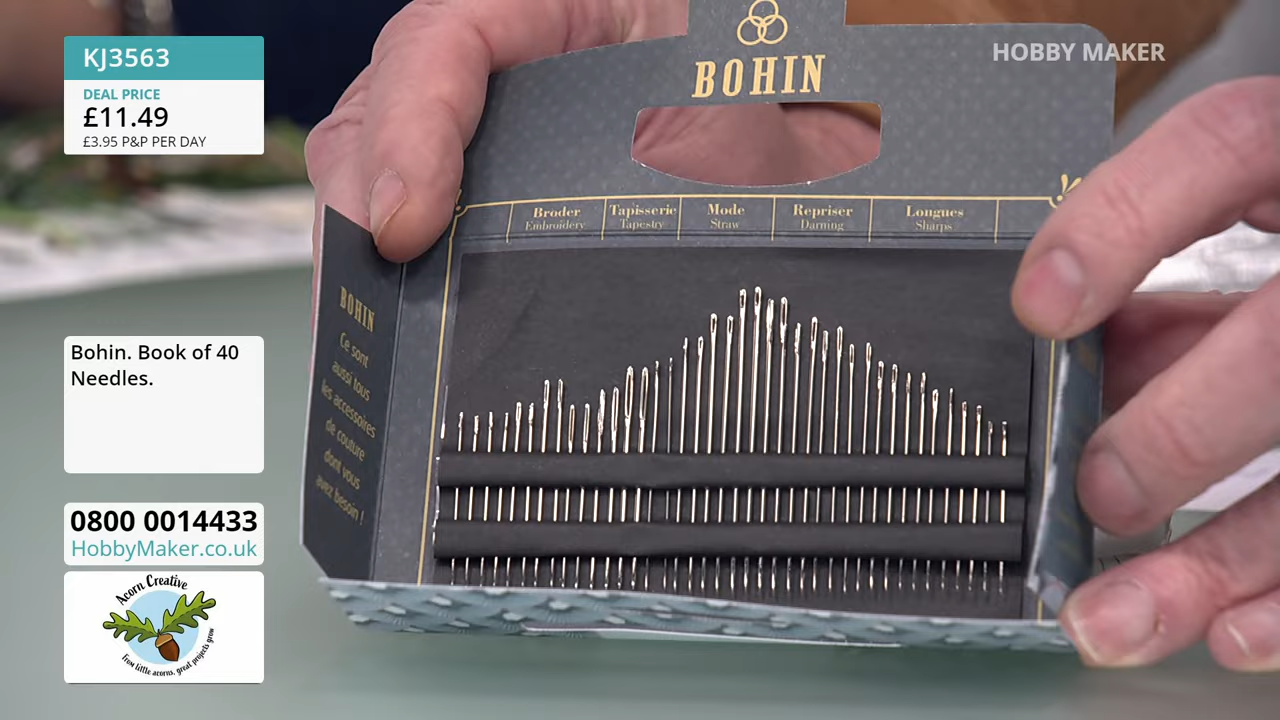 KJ3563
DEAL PRICE
£11.49
£3.95 P&P PER DAY
Bohin. Book of 40
Needles.
0800 0014433
HobbyMaker.co.uk
Acorn Creative
From little acorns, great projects grow
HOBBY MAKER
BOHIN
Broder
Embroidery
Tapisserie
Tapestry
Mode
Straw
Repriser
Darning
Longues
Sharps
BOHIN
Ce sont
aussi tous
les accessoires
de couture
dont vous
avez besoin !